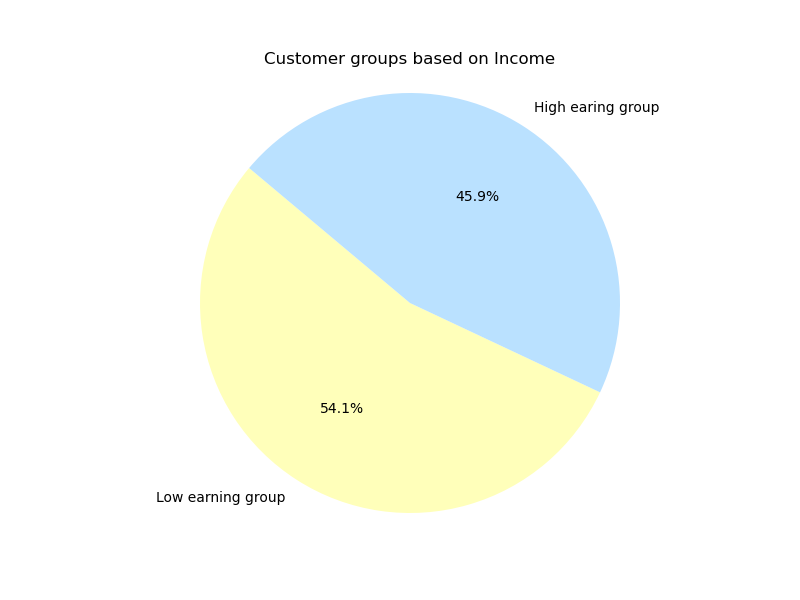 Customer groups based on Income
High earing group
45.9%
54.1%
Low earning group